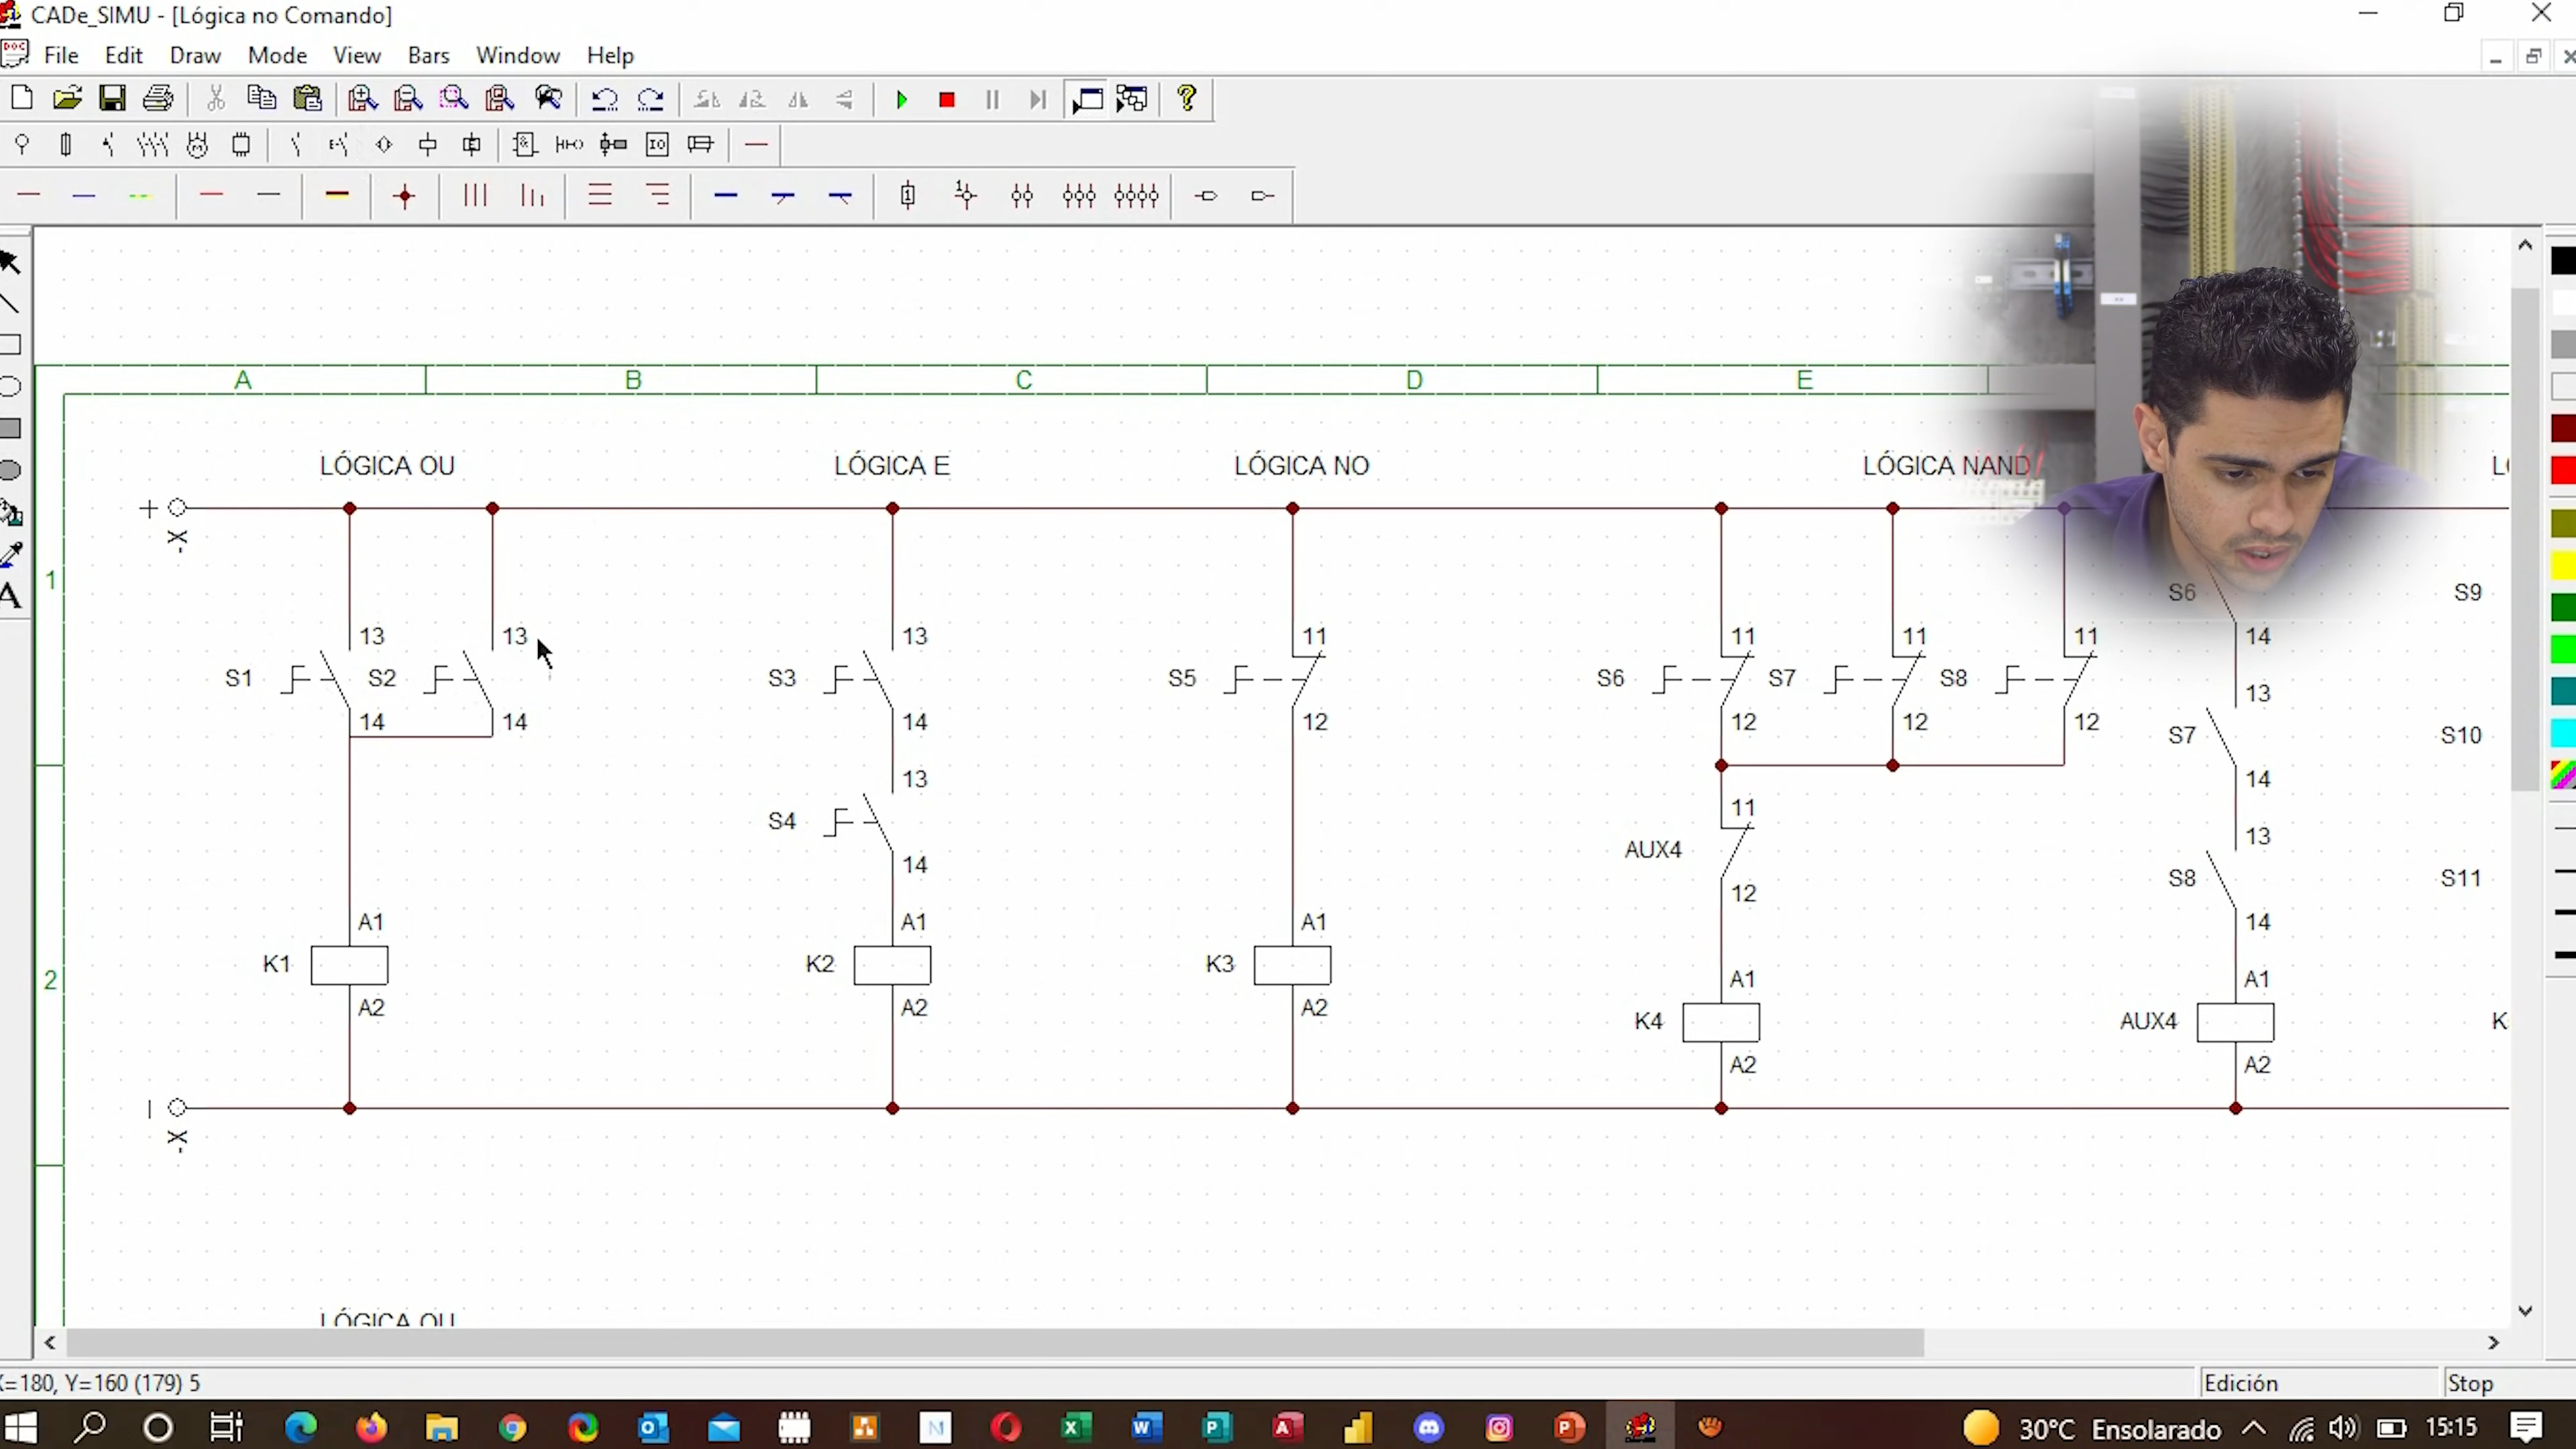 CADe_SIMU - [Lógica no Comando]
File Edit Draw Mode View Bars Window Help
A B C D E
LÓGICA OU LÓGICA E LÓGICA NO LÓGICA NAND
1
13 13 13 11 11 11 11 S6 14 S9
S1 S2 S3 S5 S6 S7 S8 13
14 14 14 12 12 12 12 S7 S10
13 11 14
S4 AUX4 13
14 12 S8 S11
A1 A1 A1 14
K1 K2 K3 A1 A1
2
A2 A2 A2 K4 AUX4 K
A2 A2
LÓGICA OU
X=180, Y=160 (179) 5 Edición Stop
30°C Ensolarado 15:15